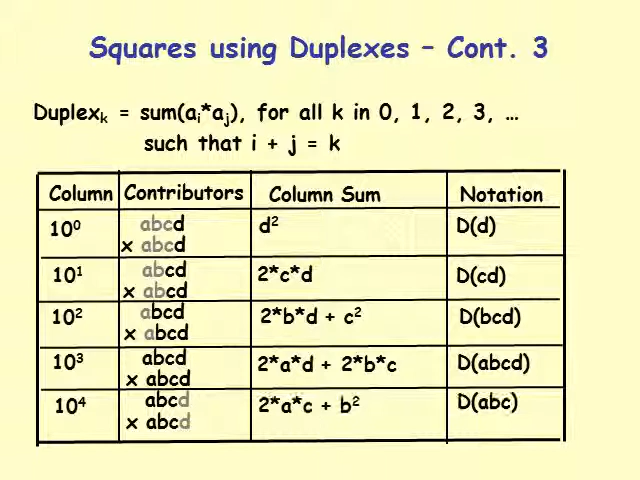 Squares using Duplexes – Cont. 3
Duplexₖ = sum(aᵢ*aⱼ), for all k in 0, 1, 2, 3, …
such that i + j = k
Column Contributors Column Sum Notation
10⁰ abcd d² D(d)
x abcd
10¹ abcd 2*c*d D(cd)
x abcd
10² abcd 2*b*d + c² D(bcd)
x abcd
10³ abcd 2*a*d + 2*b*c D(abcd)
x abcd
10⁴ abcd 2*a*c + b² D(abc)
x abcd